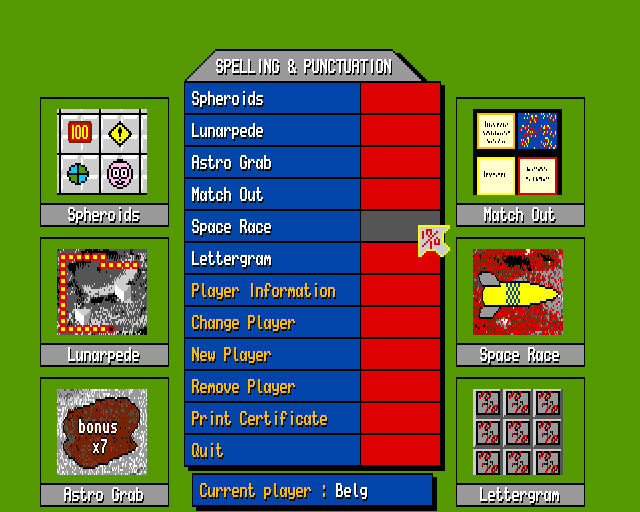 SPELLING & PUNCTUATION
Spheroids
Lunarpede
Astro Grab
Match Out
Space Race
Lettergram
Player Information
Change Player
New Player
Remove Player
Print Certificate
Quit
Current player : Belg
100
Spheroids
Lunarpede
bonus
x7
Astro Grab
Match Out
Space Race
Lettergram